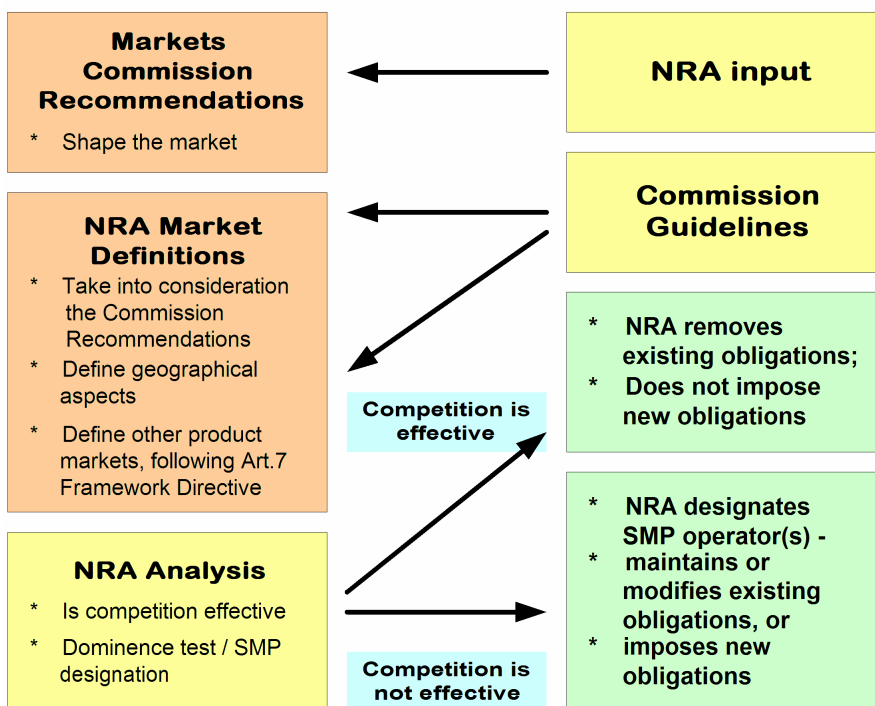 Markets
Commission
Recommendations
* Shape the market
NRA input
NRA Market
Definitions
* Take into consideration
the Commission
Recommendations
* Define geographical
aspects
* Define other product
markets, following Art.7
Framework Directive
Commission
Guidelines
* NRA removes
existing obligations;
* Does not impose
new obligations
Competition is
effective
NRA Analysis
* Is competition effective
* Dominence test / SMP
designation
Competition is
not effective
* NRA designates
SMP operator(s) -
* maintains or
modifies existing
obligations, or
* imposes new
obligations